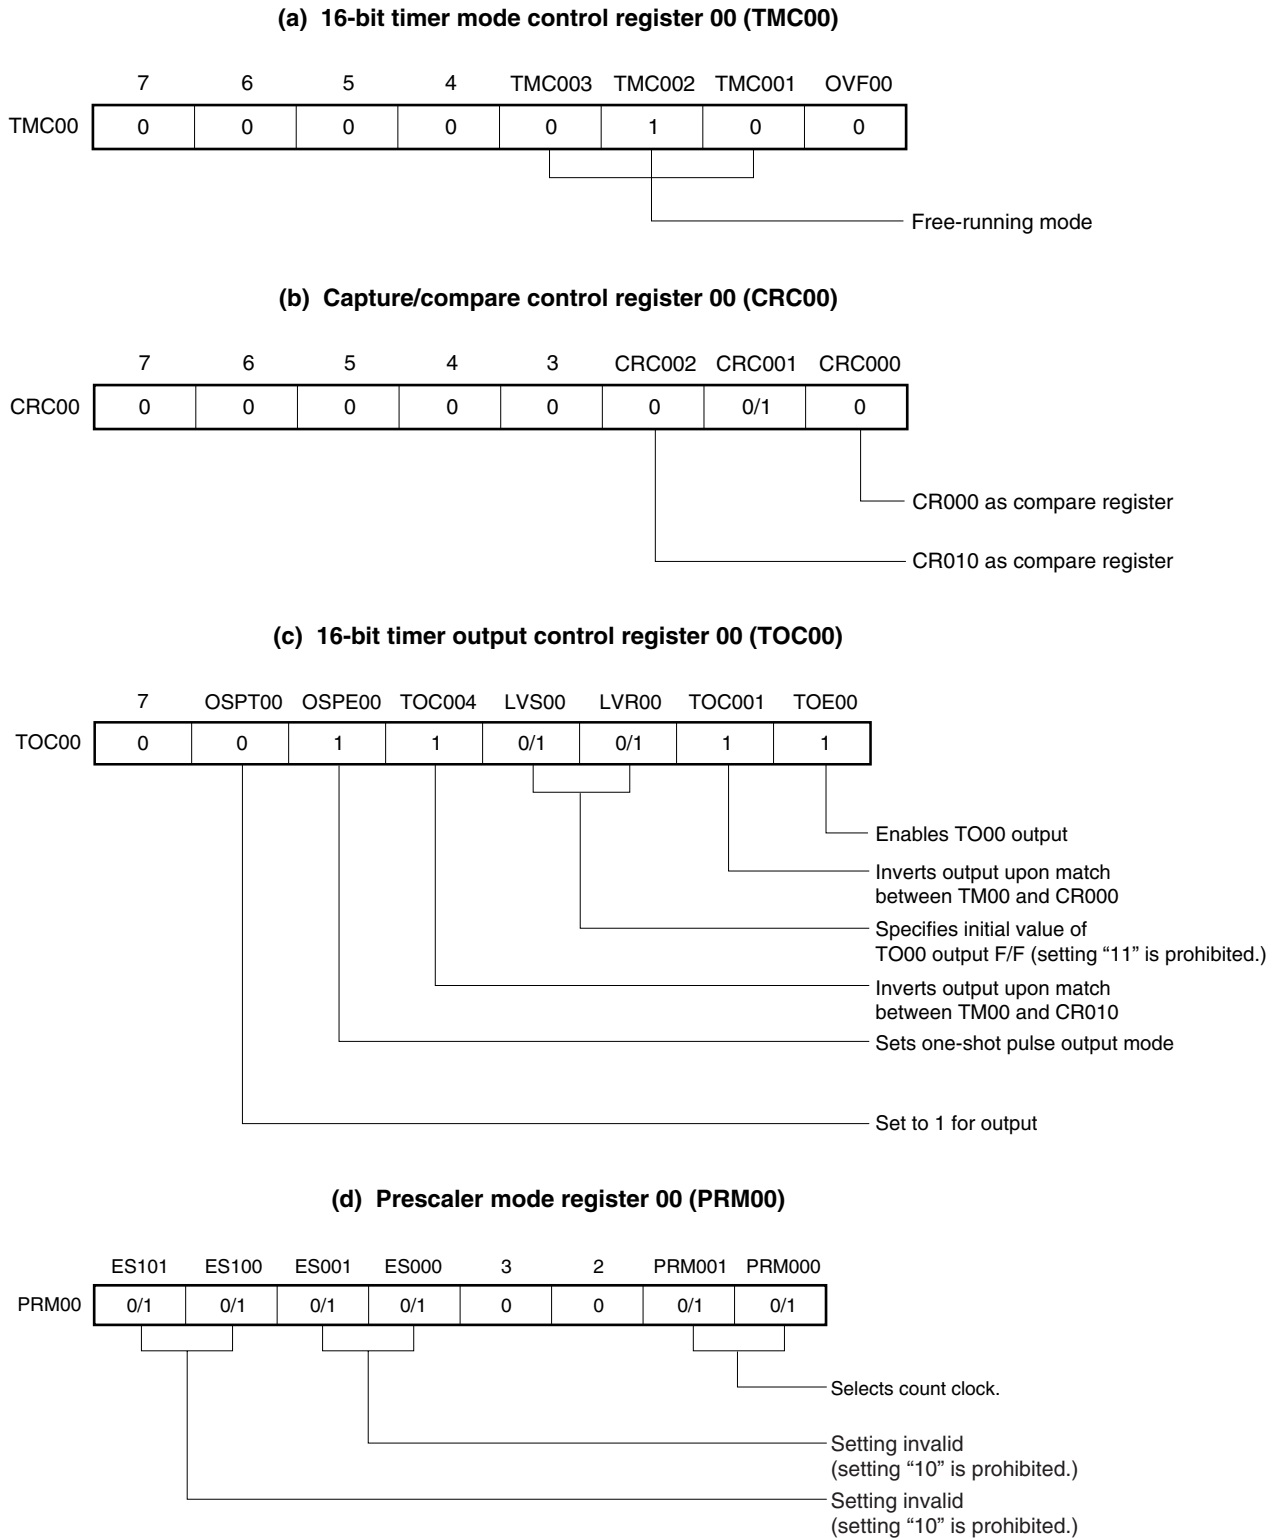 (a) 16-bit timer mode control register 00 (TMC00)
7 6 5 4 TMC003 TMC002 TMC001 OVF00
TMC00 0 0 0 0 0 1 0 0
Free-running mode
(b) Capture/compare control register 00 (CRC00)
7 6 5 4 3 CRC002 CRC001 CRC000
CRC00 0 0 0 0 0 0 0/1 0
CR000 as compare register
CR010 as compare register
(c) 16-bit timer output control register 00 (TOC00)
7 OSPT00 OSPE00 TOC004 LVS00 LVR00 TOC001 TOE00
TOC00 0 0 1 1 0/1 0/1 1 1
Enables TO00 output
Inverts output upon match
between TM00 and CR000
Specifies initial value of
TO00 output F/F (setting “11” is prohibited.)
Inverts output upon match
between TM00 and CR010
Sets one-shot pulse output mode
Set to 1 for output
(d) Prescaler mode register 00 (PRM00)
ES101 ES100 ES001 ES000 3 2 PRM001 PRM000
PRM00 0/1 0/1 0/1 0/1 0 0 0/1 0/1
Selects count clock.
Setting invalid
(setting “10” is prohibited.)
Setting invalid
(setting “10” is prohibited.)